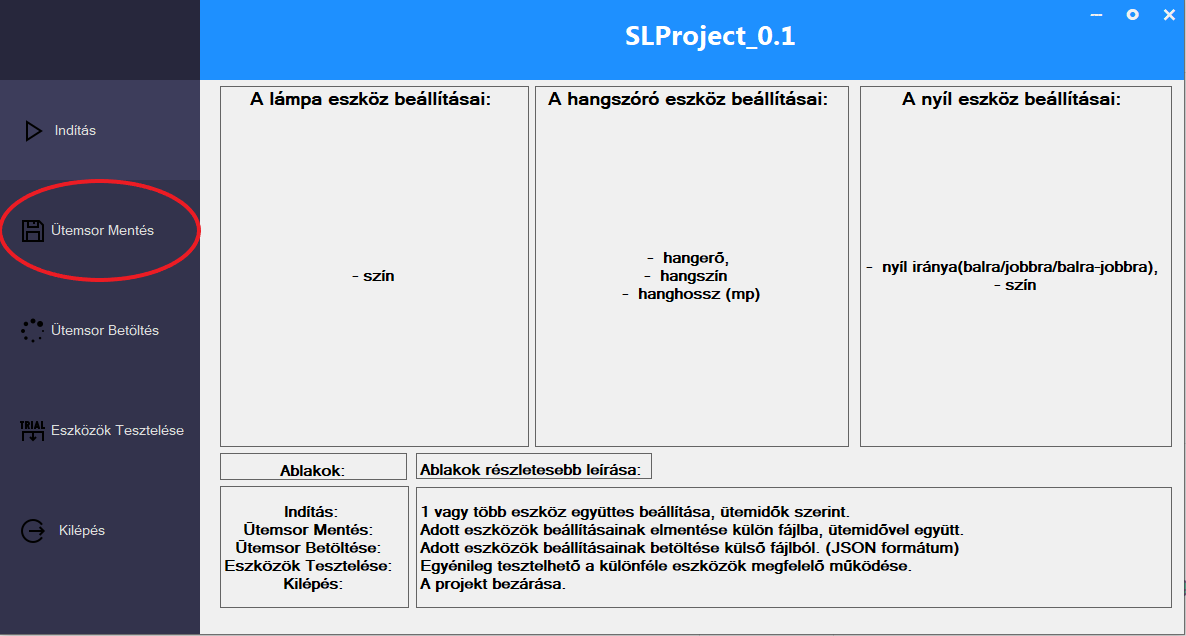 SLProject_0.1
Indítás
Ütemsor Mentés
Ütemsor Betöltés
TRIAL
Eszközök Tesztelése
Kilépés
A lámpa eszköz beállításai:
- szín
A hangszóró eszköz beállításai:
- hangerő,
- hangszín
- hanghossz (mp)
A nyíl eszköz beállításai:
- nyíl iránya(balra/jobbra/balra-jobbra),
- szín
Ablakok:
Ablakok részletesebb leírása:
Indítás:
1 vagy több eszköz együttes beállítása, ütemidők szerint.
Ütemsor Mentés:
Adott eszközök beállításainak elmentése külön fájlba, ütemidővel együtt.
Ütemsor Betöltése:
Adott eszközök beállításainak betöltése külső fájlból. (JSON formátum)
Eszközök Tesztelése:
Egyénileg tesztelhető a különféle eszközök megfelelő működése.
Kilépés:
A projekt bezárása.